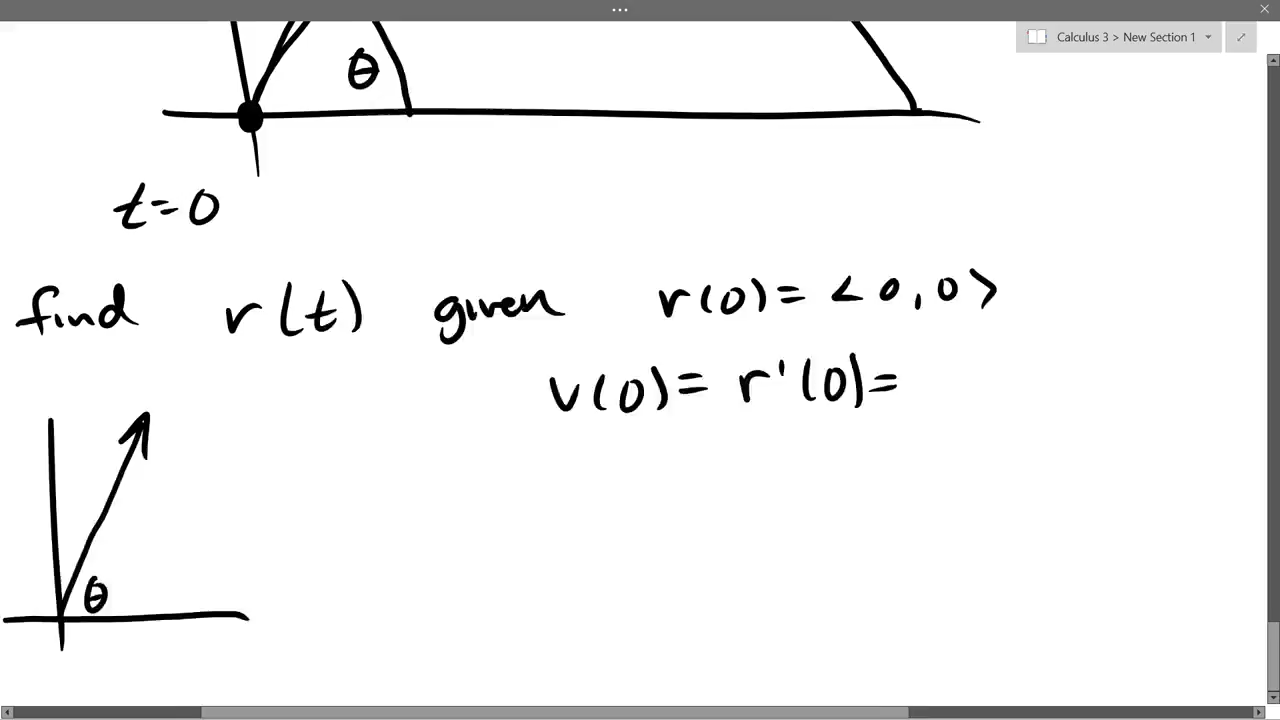 ...
Calculus 3 > New Section 1
θ
t=0
find r(t) given r(0)= <0,0>
v(0)= r'(0)=
θ